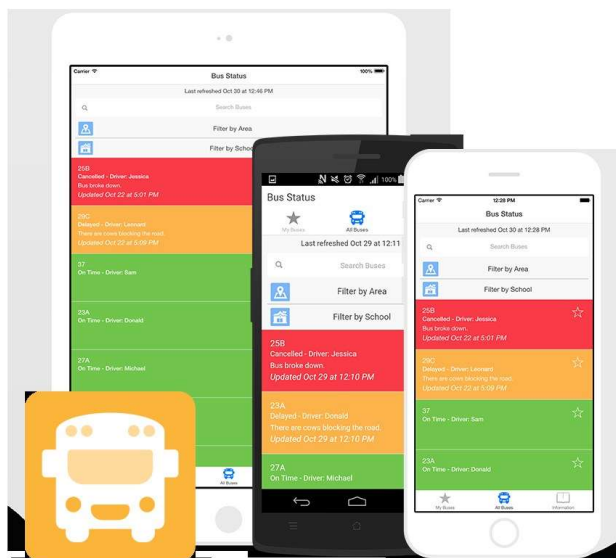 Carrier
100%
Bus Status
Last refreshed Oct 30 at 12:46 PM
Search Buses
Filter by Area
Filter by Schoo
25B
Cancelled - Driver: Jessica
Bus broke down.
Updated Oct 22 at 5:01 PM
29C
Delayed - Driver: Leonard
There are cows blocking the road.
Updated Oct 22 at 5:09 PM
37
On Time - Driver: Sam
23A
On Time - Driver: Donald
27A
On Time - Driver: Michael
All Buses
100%
Bus Status
My Buses
All Buses
Last refreshed Oct 29 at 12:11
Search Buses
Filter by Area
Filter by School
25B
Cancelled - Driver: Jessica
Bus broke down.
Updated Oct 29 at 12:10 PM
23A
Delayed - Driver: Donald
There are cows blocking the road.
Updated Oct 29 at 12:10 PM
27A
On Time - Driver: Michael
Carrier
12:28 PM
Bus Status
Last refreshed Oct 30 at 12:28 PM
Search Buses
Filter by Area
Filter by School
25B
Cancelled - Driver: Jessica
Bus broke down.
Updated Oct 22 at 5:01 PM
29C
Delayed - Driver: Leonard
There are cows blocking the road.
Updated Oct 22 at 5:09 PM
37
On Time - Driver: Sam
23A
On Time - Driver: Donald
My Buses
All Buses
Information